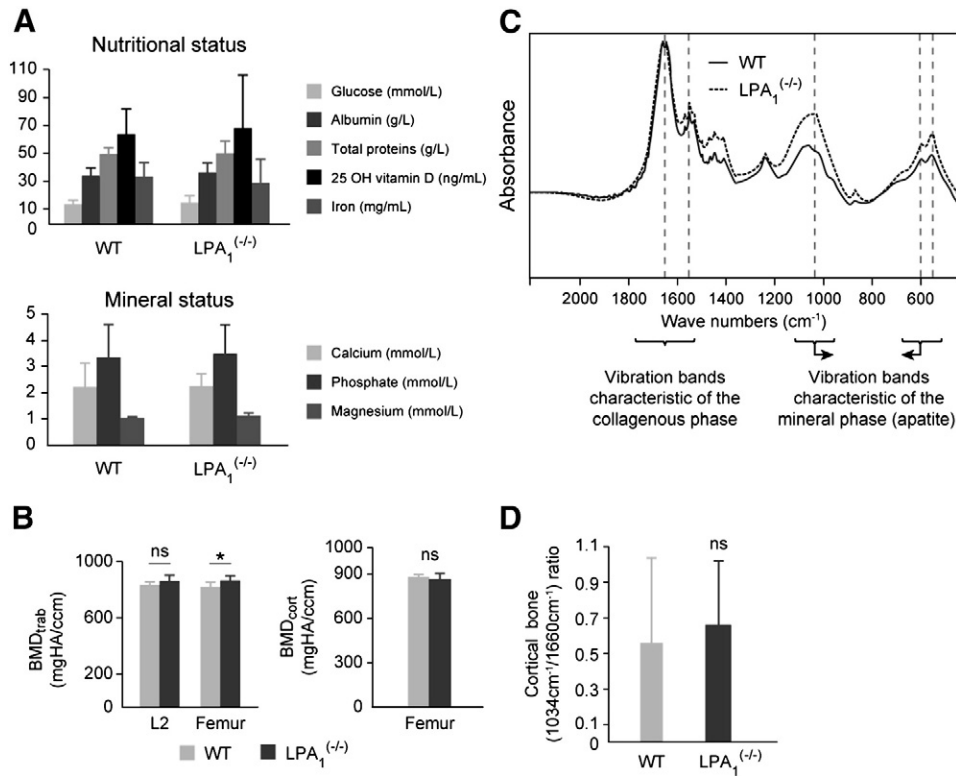 A
Nutritional status
110
90
70
50
30
10
0
WT
LPA1(-/-)
Glucose (mmol/L)
Albumin (g/L)
Total proteins (g/L)
25 OH vitamin D (ng/mL)
Iron (mg/mL)
Mineral status
5
4
3
2
1
0
WT
LPA1(-/-)
Calcium (mmol/L)
Phosphate (mmol/L)
Magnesium (mmol/L)
B
BMDtrab
(mgHA/ccm)
1000
800
400
200
0
ns
*
L2
Femur
BMDcort
(mgHA/ccm)
1000
900
600
300
0
ns
Femur
WT
LPA1(-/-)
C
Absorbance
WT
LPA1(-/-)
2000
1800
1600
1400
1200
1000
800
600
Wave numbers (cm-1)
Vibration bands
characteristic of the
collagenous phase
Vibration bands
characteristic of the
mineral phase (apatite)
D
Cortical bone
(1034cm-1/1660cm-1) ratio
1.3
1.1
0.9
0.7
0.5
0.3
0.1
0
ns
WT
LPA1(-/-)